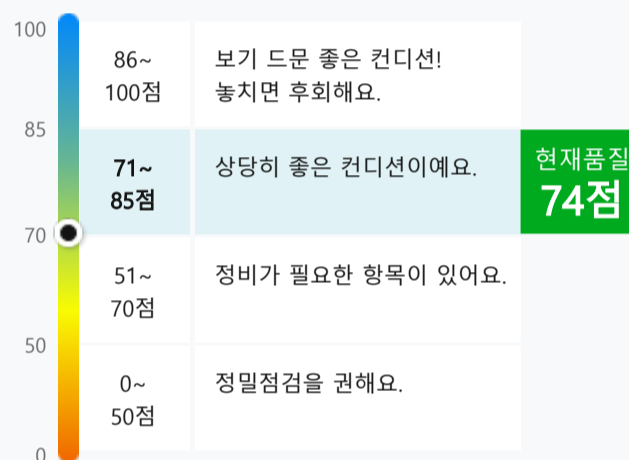 100
86~
100점
보기 드문 좋은 컨디션!
놓치면 후회해요.
85
71~
85점
상당히 좋은 컨디션이예요.
현재품질
74점
70
51~
70점
정비가 필요한 항목이 있어요.
50
0~
50점
정밀점검을 권해요.
0